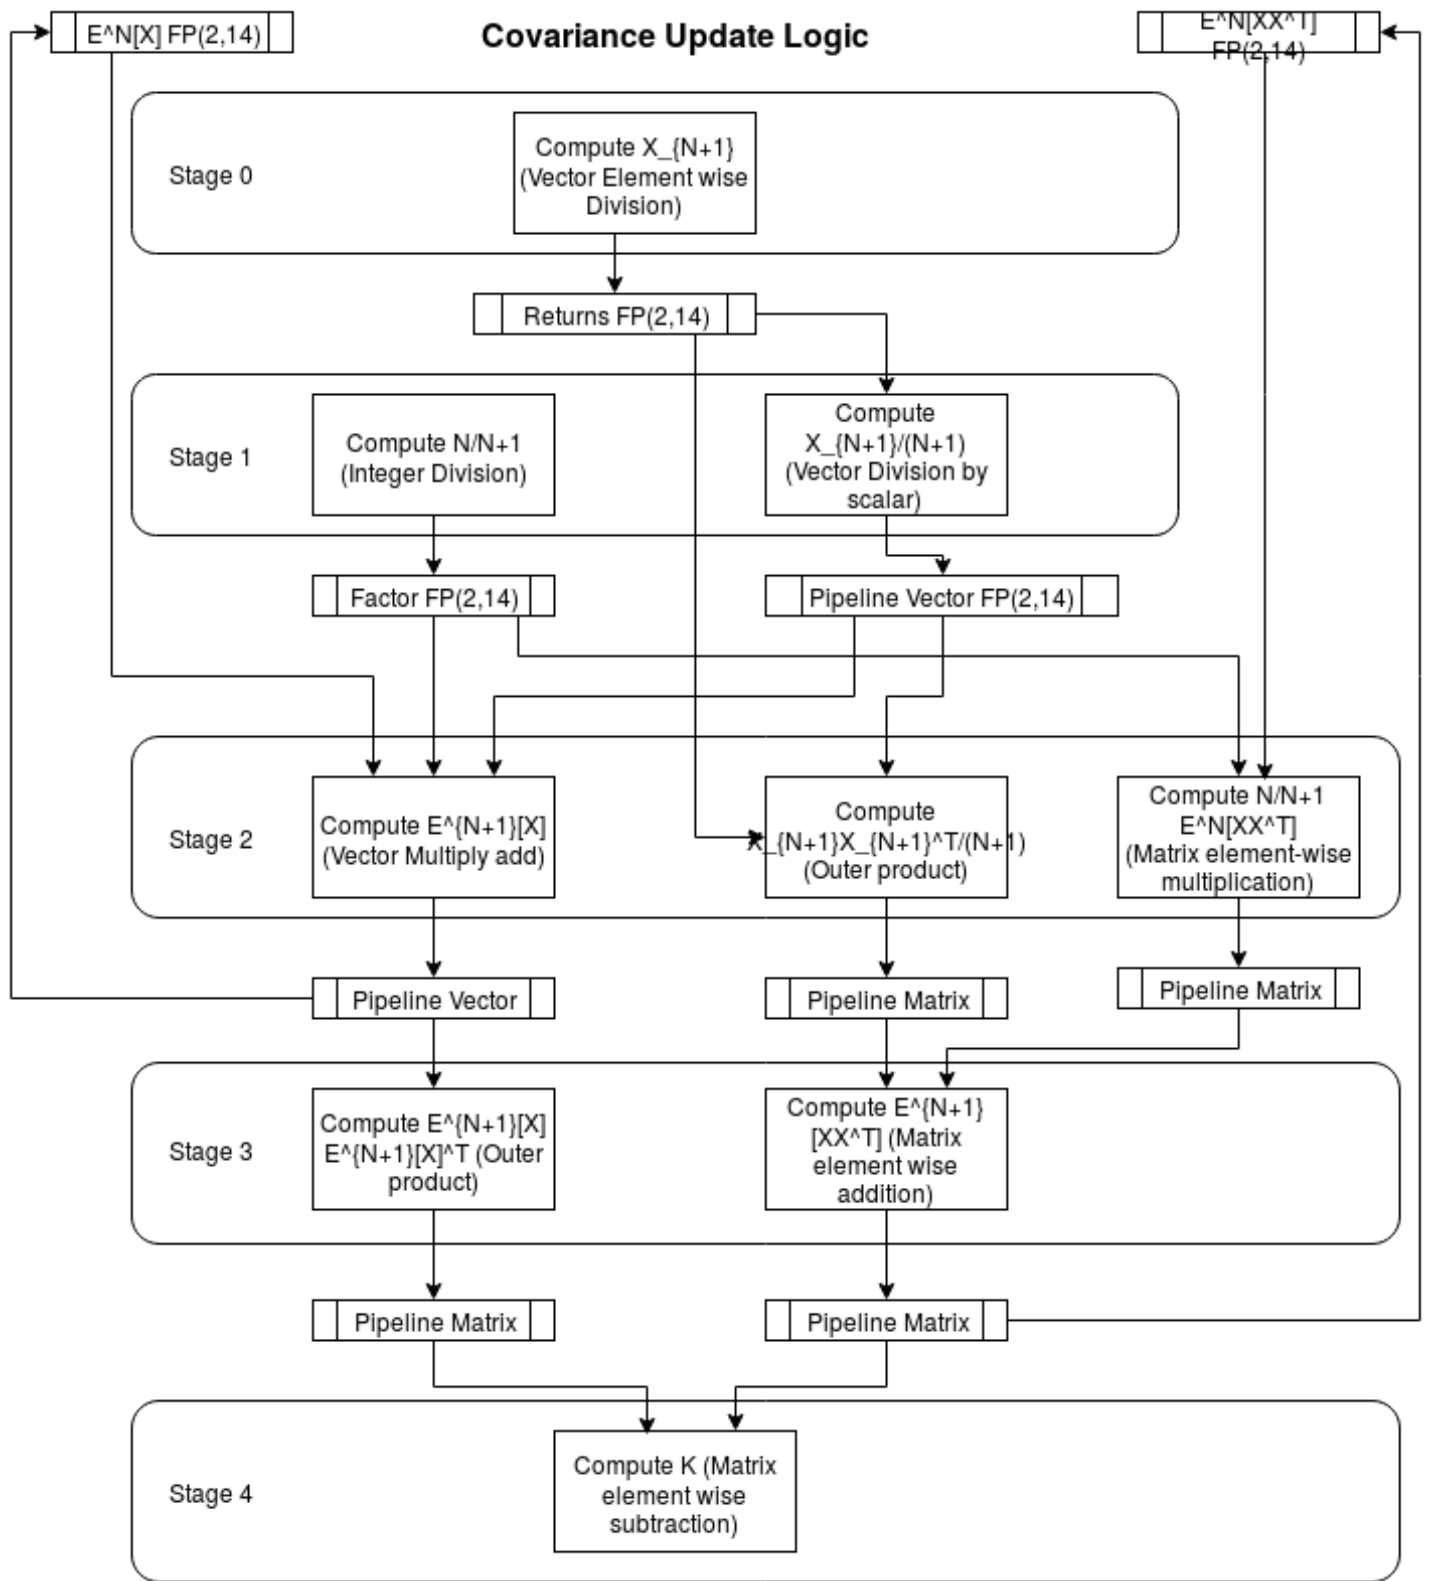 E^N[X] FP(2,14)
Covariance Update Logic
E^N[XX^T]
FP(2,14)
Stage 0
Compute X_{N+1}
(Vector Element wise
Division)
Returns FP(2,14)
Stage 1
Compute N/N+1
(Integer Division)
Compute
X_{N+1}/(N+1)
(Vector Division by
scalar)
Factor FP(2,14)
Pipeline Vector FP(2,14)
Stage 2
Compute E^{N+1}[X]
(Vector Multiply add)
Compute
X_{N+1}X_{N+1}^T/(N+1)
(Outer product)
Compute N/N+1
E^N[XX^T]
(Matrix element-wise
multiplication)
Pipeline Vector
Pipeline Matrix
Pipeline Matrix
Stage 3
Compute E^{N+1}[X]
E^{N+1}[X]^T (Outer
product)
Compute E^{N+1}
[XX^T] (Matrix
element wise
addition)
Pipeline Matrix
Pipeline Matrix
Stage 4
Compute K (Matrix
element wise
subtraction)